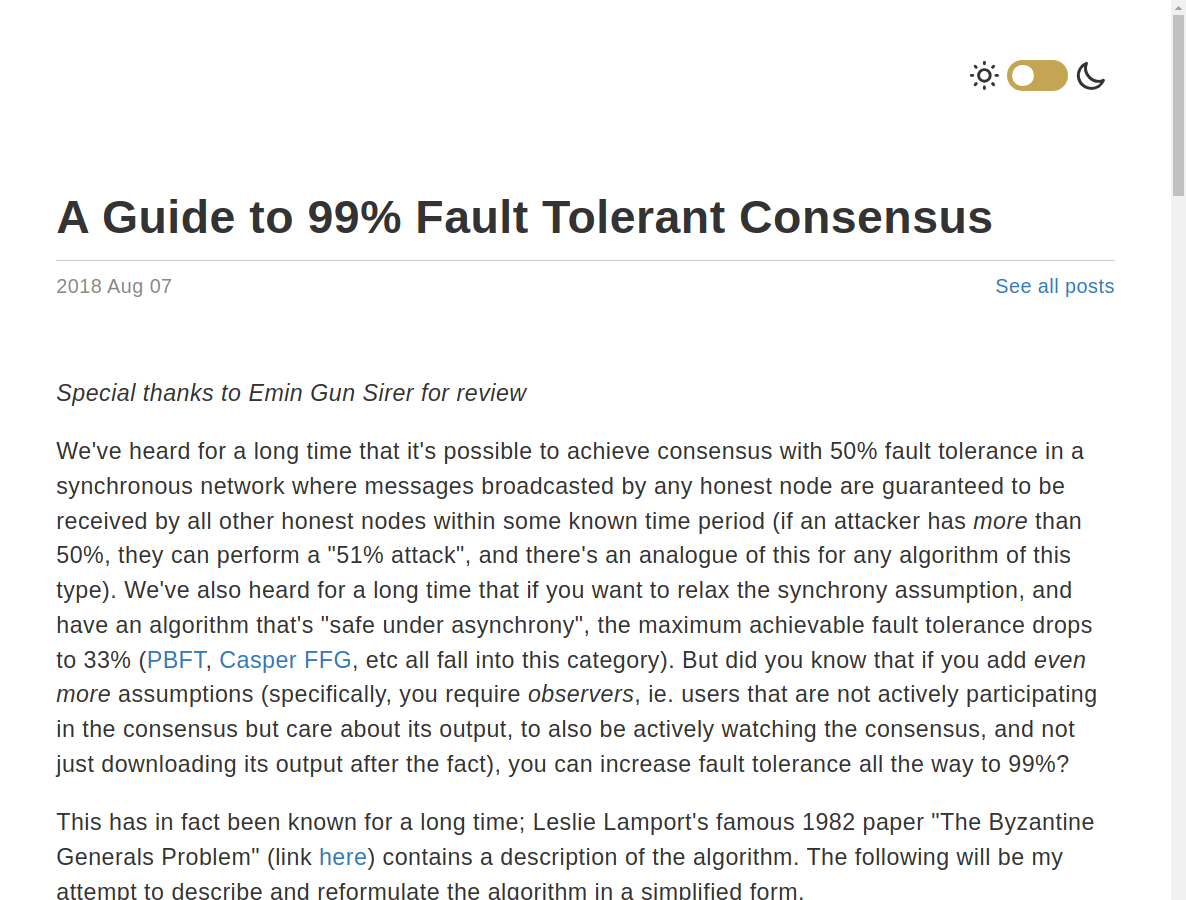 A Guide to 99% Fault Tolerant Consensus
2018 Aug 07
See all posts
Special thanks to Emin Gun Sirer for review
We've heard for a long time that it's possible to achieve consensus with 50% fault tolerance in a
synchronous network where messages broadcasted by any honest node are guaranteed to be
received by all other honest nodes within some known time period (if an attacker has more than
50%, they can perform a "51% attack", and there's an analogue of this for any algorithm of this
type). We've also heard for a long time that if you want to relax the synchrony assumption, and
have an algorithm that's "safe under asynchrony", the maximum achievable fault tolerance drops
to 33% (PBFT, Casper FFG, etc all fall into this category). But did you know that if you add even
more assumptions (specifically, you require observers, ie. users that are not actively participating
in the consensus but care about its output, to also be actively watching the consensus, and not
just downloading its output after the fact), you can increase fault tolerance all the way to 99%?
This has in fact been known for a long time; Leslie Lamport's famous 1982 paper "The Byzantine
Generals Problem" (link here) contains a description of the algorithm. The following will be my
attempt to describe and reformulate the algorithm in a simplified form.